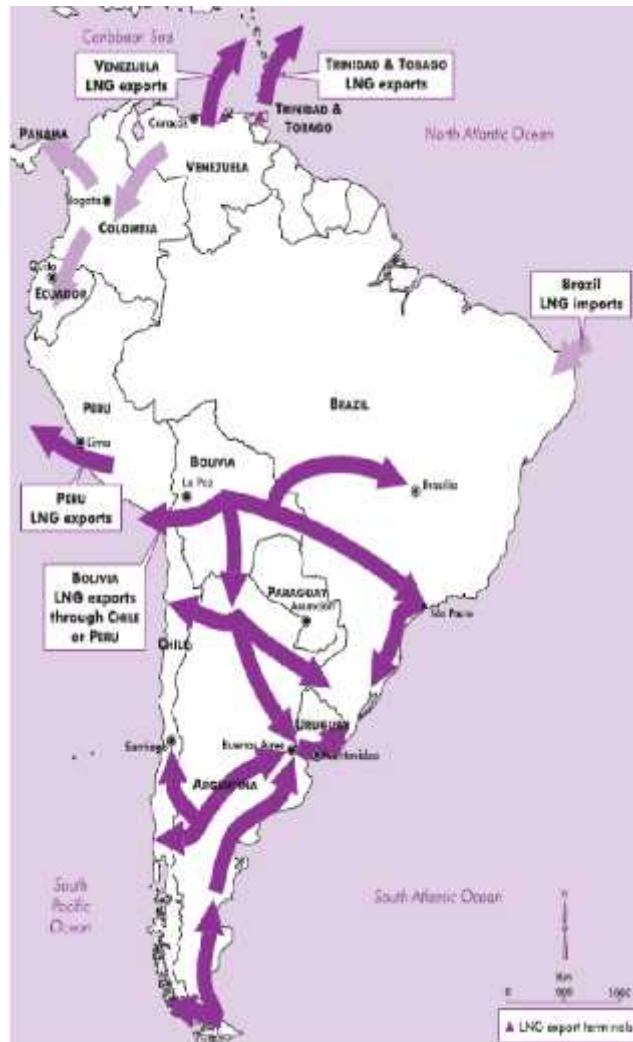 Caribbean Sea
VENEZUELA
LNG exports
TRINIDAD & TOBAGO
LNG exports
TRINIDAD &
TOBAGO
PANAMA
Caracas
North Atlantic Ocean
VENEZUELA
Bogota
COLOMBIA
Quito
ECUADOR
Brazil
LNG imports
PERU
BRAZIL
Lima
BOLIVIA
La Paz
Brasilia
PERU
LNG exports
BOLIVIA
LNG exports
through CHILE
or PERU
PARAGUAY
Asuncion
São Paulo
CHILE
URUGUAY
Santiago
Buenos Aires
Montevideo
ARGENTINA
South
Pacific
Ocean
South Atlantic Ocean
Km
0
LNG export terminals